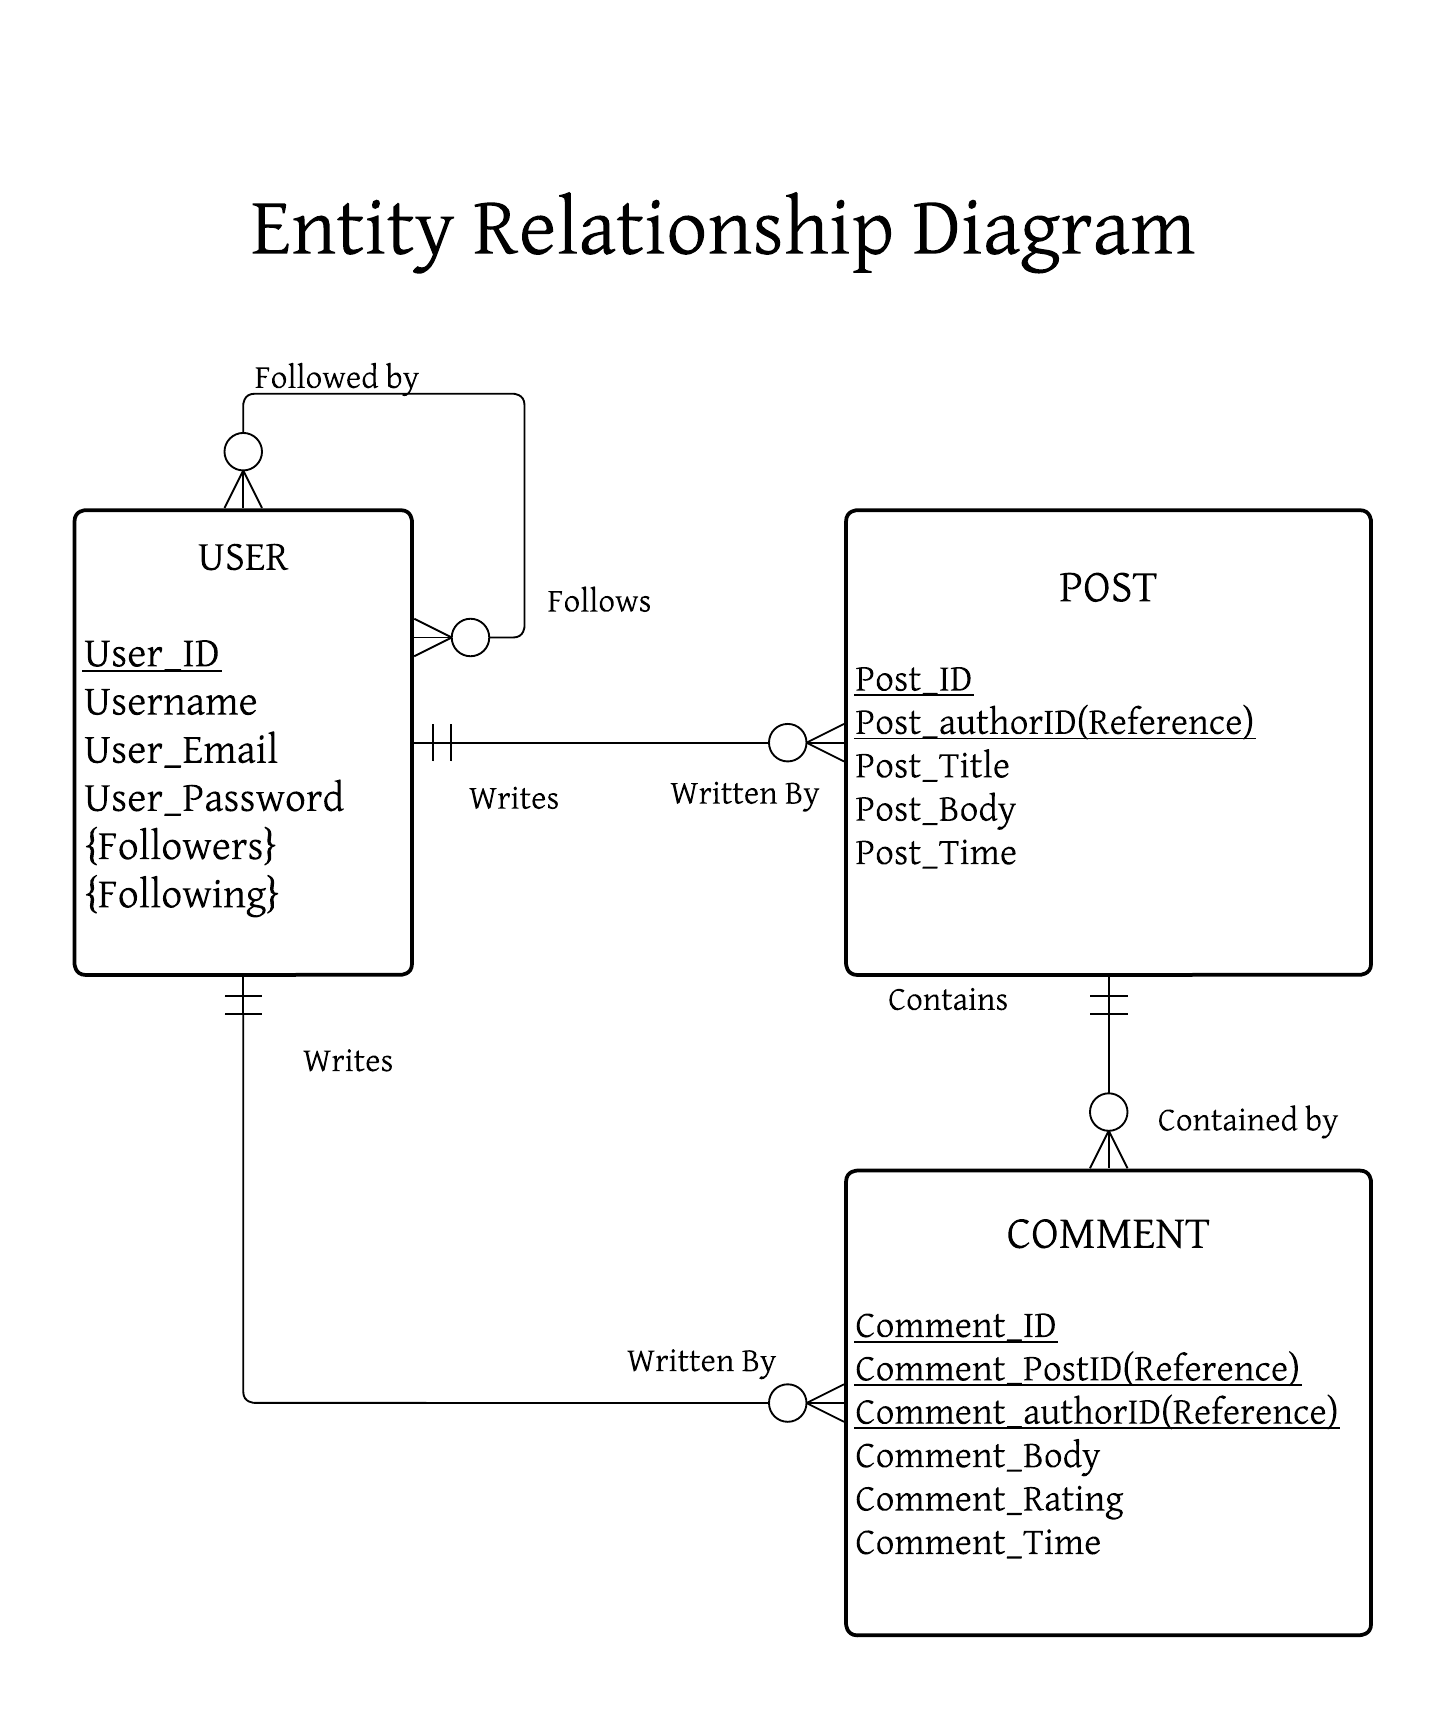 Entity Relationship Diagram
Followed by
Follows
USER
User_ID
Username
User_Email
User_Password
{Followers}
{Following}
Writes
Written By
POST
Post_ID
Post_authorID(Reference)
Post_Title
Post_Body
Post_Time
Contains
Contained by
Writes
Written By
COMMENT
Comment_ID
Comment_PostID(Reference)
Comment_authorID(Reference)
Comment_Body
Comment_Rating
Comment_Time